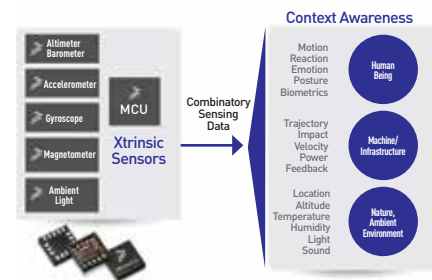 Altimeter
Barometer
Accelerometer
Gyroscope
Magnetometer
Ambient
Light
MCU
Xtrinsic
Sensors
Combinatory
Sensing
Data
Context Awareness
Motion
Reaction
Emotion
Posture
Biometrics
Human
Being
Trajectory
Impact
Velocity
Power
Feedback
Machine/
Infrastructure
Location
Altitude
Temperature
Humidity
Light
Sound
Nature,
Ambient
Environment